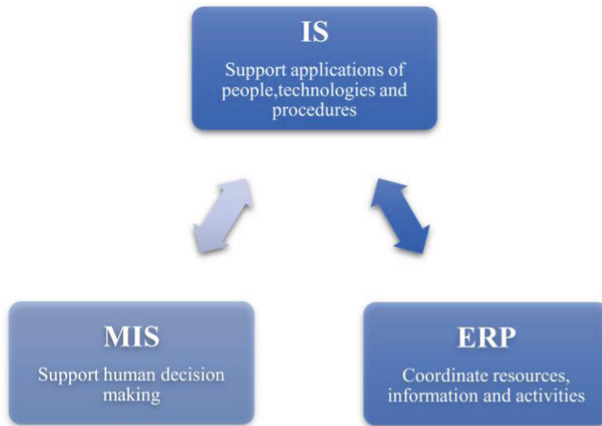 IS
Support applications of
people,technologies and
procedures
MIS
Support human decision
making
ERP
Coordinate resources,
information and activities